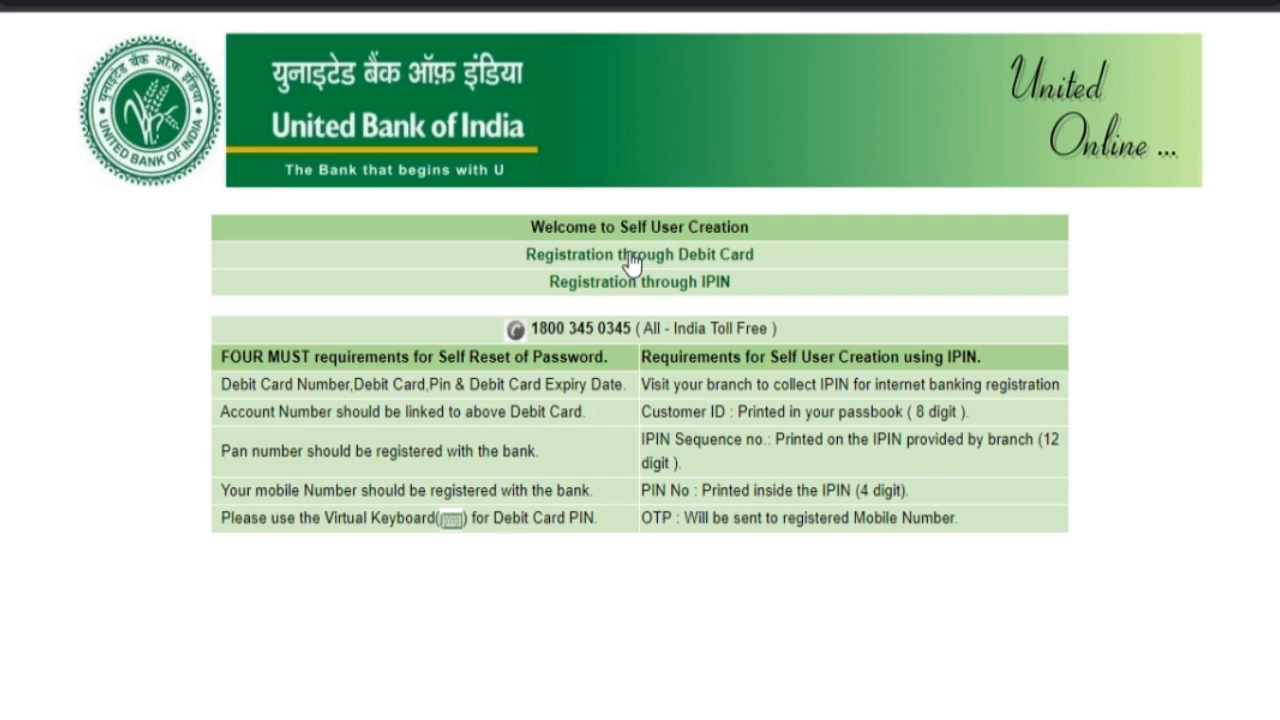 युनाइटेड बैंक ऑफ़ इंडिया
UNITED BANK OF INDIA
युनाइटेड बैंक ऑफ़ इंडिया
United Bank of India
The Bank that begins with U
United
Online ...
Welcome to Self User Creation
Registration through Debit Card
Registration through IPIN
1800 345 0345 ( All - India Toll Free )
FOUR MUST requirements for Self Reset of Password.
Requirements for Self User Creation using IPIN.
Debit Card Number,Debit Card,Pin & Debit Card Expiry Date.
Visit your branch to collect IPIN for internet banking registration
Account Number should be linked to above Debit Card.
Customer ID : Printed in your passbook ( 8 digit ).
Pan number should be registered with the bank.
IPIN Sequence no.: Printed on the IPIN provided by branch (12
digit ).
Your mobile Number should be registered with the bank.
PIN No : Printed inside the IPIN (4 digit).
Please use the Virtual Keyboard( ) for Debit Card PIN.
OTP : Will be sent to registered Mobile Number.